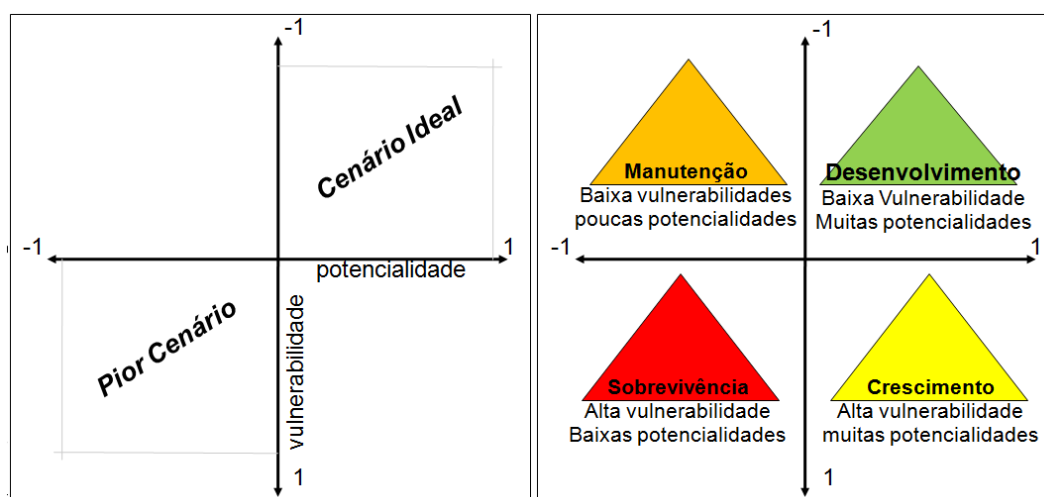 -1
Cenário Ideal
-1
1
potencialidade
Pior Cenário
vulnerabilidade
1
-1
Manutenção
Baixa vulnerabilidades
poucas potencialidades
Desenvolvimento
Baixa Vulnerabilidade
Muitas potencialidades
-1
1
Sobrevivência
Alta vulnerabilidade
Baixas potencialidades
Crescimento
Alta vulnerabilidade
muitas potencialidades
1